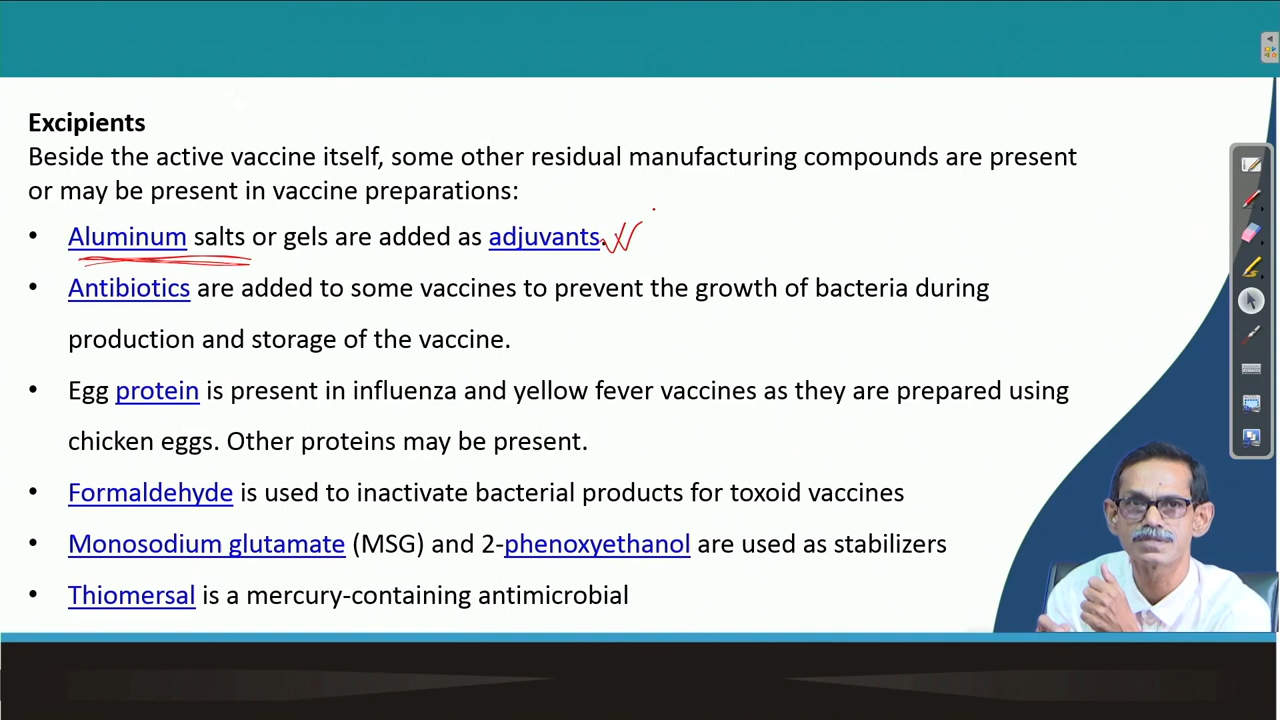 Excipients
Beside the active vaccine itself, some other residual manufacturing compounds are present
or may be present in vaccine preparations:
• Aluminum salts or gels are added as adjuvants.
• Antibiotics are added to some vaccines to prevent the growth of bacteria during
production and storage of the vaccine.
• Egg protein is present in influenza and yellow fever vaccines as they are prepared using
chicken eggs. Other proteins may be present.
• Formaldehyde is used to inactivate bacterial products for toxoid vaccines
• Monosodium glutamate (MSG) and 2-phenoxyethanol are used as stabilizers
• Thiomersal is a mercury-containing antimicrobial